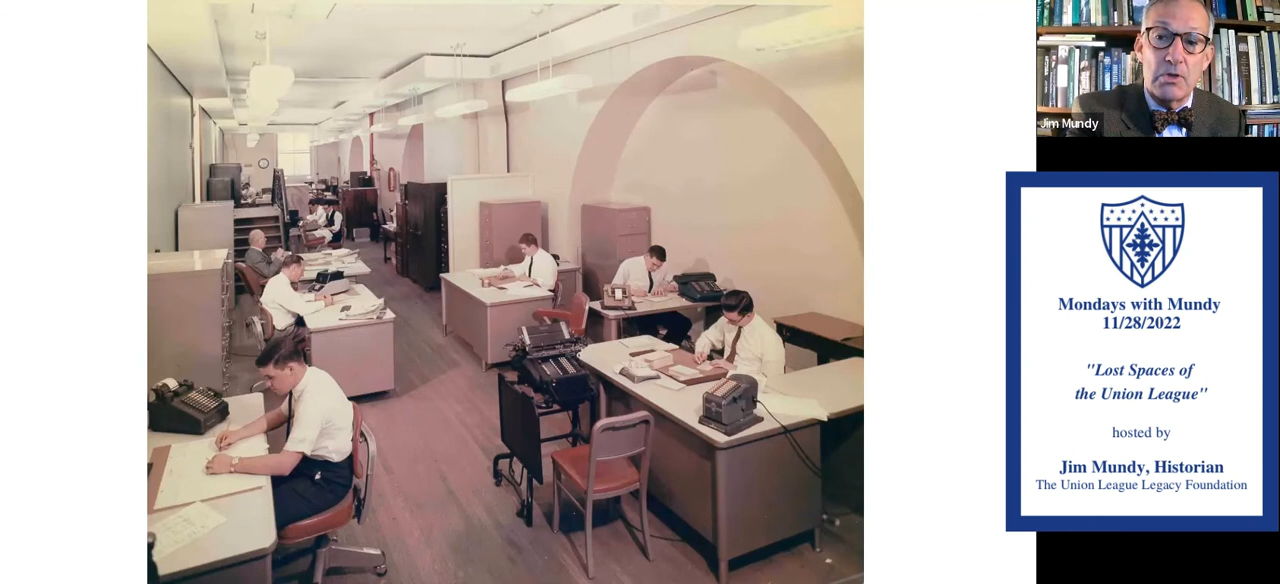 Jim Mundy
Mondays with Mundy
11/28/2022
"Lost Spaces of
the Union League"
hosted by
Jim Mundy, Historian
The Union League Legacy Foundation